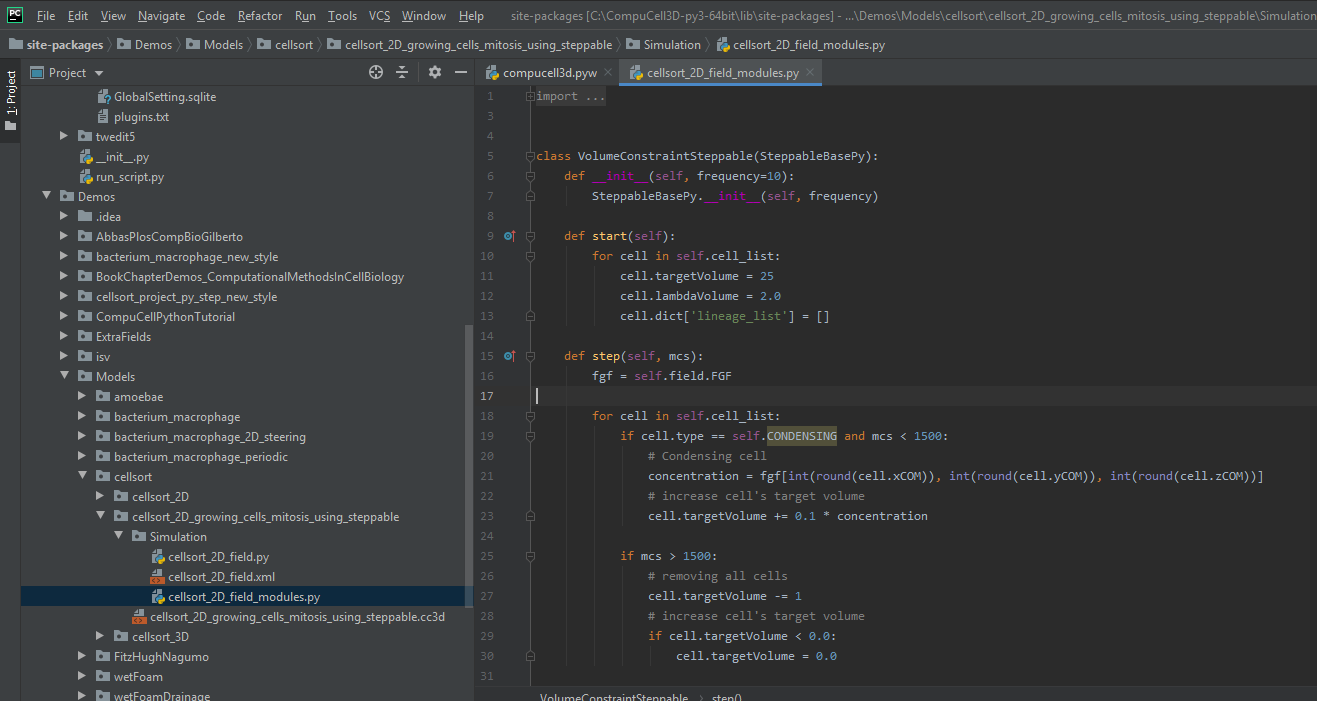 PC File Edit View Navigate Code Refactor Run Tools VCS Window Help site-packages [C:\CompuCell3D-py3-64bit\lib\site-packages] - ...\Demos\Models\cellsort\cellsort_2D_growing_cells_mitosis_using_steppable\Simulation
site-packages Demos Models cellsort cellsort_2D_growing_cells_mitosis_using_steppable Simulation cellsort_2D_field_modules.py
1: Project
Project
GlobalSetting.sqlite
plugins.txt
twedit5
__init__.py
run_script.py
Demos
.idea
AbbasPlosCompBioGilberto
bacterium_macrophage_new_style
BookChapterDemos_ComputationalMethodsInCellBiology
cellsort_project_py_step_new_style
CompuCellPythonTutorial
ExtraFields
isv
Models
amoebae
bacterium_macrophage
bacterium_macrophage_2D_steering
bacterium_macrophage_periodic
cellsort
cellsort_2D
cellsort_2D_growing_cells_mitosis_using_steppable
Simulation
cellsort_2D_field.py
cellsort_2D_field.xml
cellsort_2D_field_modules.py
cellsort_2D_growing_cells_mitosis_using_steppable.cc3d
cellsort_3D
FitzHughNagumo
wetFoam
wetFoamDrainage
compucell3d.pyw cellsort_2D_field_modules.py
1 import ...
3
4
5 class VolumeConstraintSteppable(SteppableBasePy):
6 def __init__(self, frequency=10):
7 SteppableBasePy.__init__(self, frequency)
8
9 def start(self):
10 for cell in self.cell_list:
11 cell.targetVolume = 25
12 cell.lambdaVolume = 2.0
13 cell.dict['lineage_list'] = []
14
15 def step(self, mcs):
16 fgf = self.field.FGF
17
18 for cell in self.cell_list:
19 if cell.type == self.CONDENSING and mcs < 1500:
20 # Condensing cell
21 concentration = fgf[int(round(cell.xCOM)), int(round(cell.yCOM)), int(round(cell.zCOM))]
22 # increase cell's target volume
23 cell.targetVolume += 0.1 * concentration
24
25 if mcs > 1500:
26 # removing all cells
27 cell.targetVolume -= 1
28 # increase cell's target volume
29 if cell.targetVolume < 0.0:
30 cell.targetVolume = 0.0
31
VolumeConstraintSteppable step()